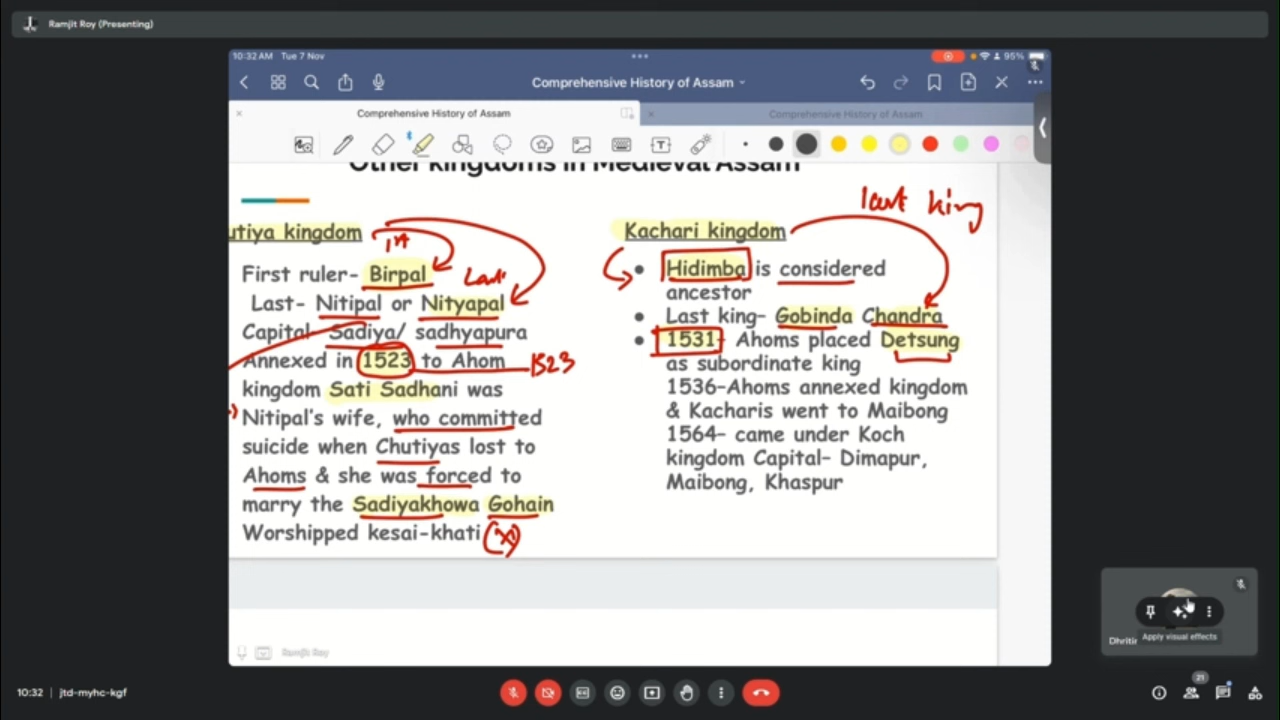 Ramjit Roy (Presenting)
10:32 AM Tue 7 Nov
95%
Comprehensive History of Assam
Comprehensive History of Assam
Comprehensive History of Assam
Other kingdoms in Medieval Assam
last king
utiya kingdom
1st
First ruler- Birpal
Last
Last- Nitipal or Nityapal
Capital- Sadiya/ sadhyapura
Annexed in 1523 to Ahom 1523
kingdom Sati Sadhani was
Nitipal's wife, who committed
suicide when Chutiyas lost to
Ahoms & she was forced to
marry the Sadiyakhowa Gohain
Worshipped kesai-khati
Kachari kingdom
• Hidimba is considered
ancestor
• Last king- Gobinda Chandra
• 1531- Ahoms placed Detsung
as subordinate king
1536-Ahoms annexed kingdom
& Kacharis went to Maibong
1564- came under Koch
kingdom Capital- Dimapur,
Maibong, Khaspur
Ramjit Roy
Dhriti
Apply visual effects
10:32 | jtd-myhc-kgf
21